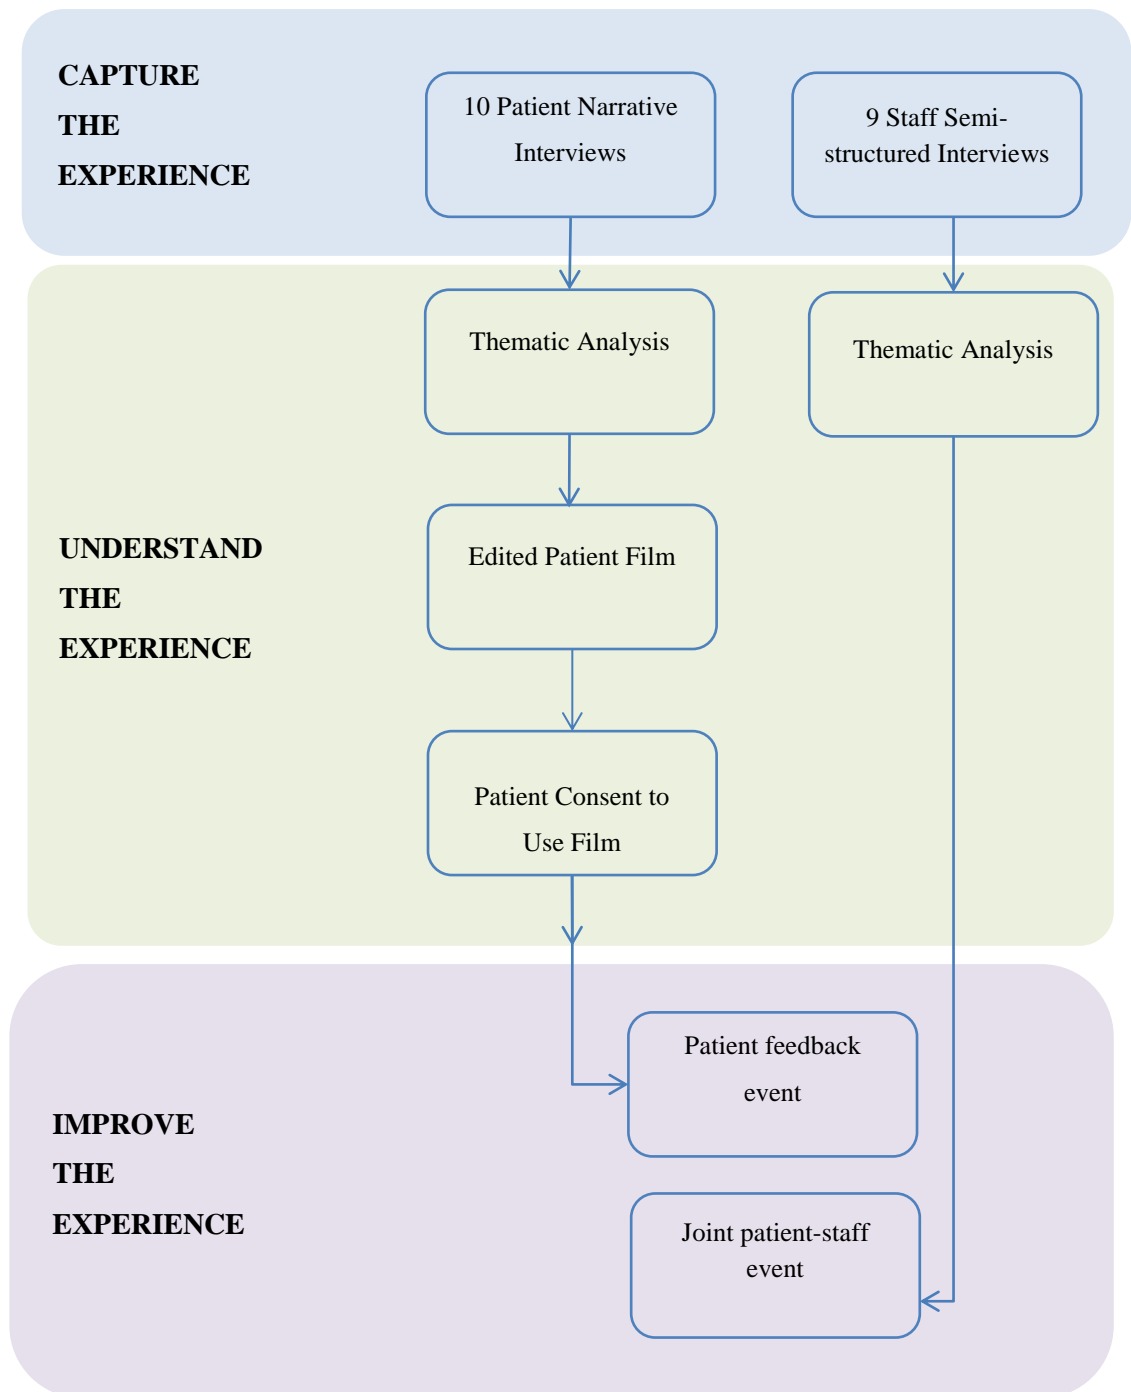 CAPTURE
THE
EXPERIENCE
10 Patient Narrative
Interviews
9 Staff Semi-
structured Interviews
Thematic Analysis
Thematic Analysis
UNDERSTAND
THE
EXPERIENCE
Edited Patient Film
Patient Consent to
Use Film
IMPROVE
THE
EXPERIENCE
Patient feedback
event
Joint patient-staff
event